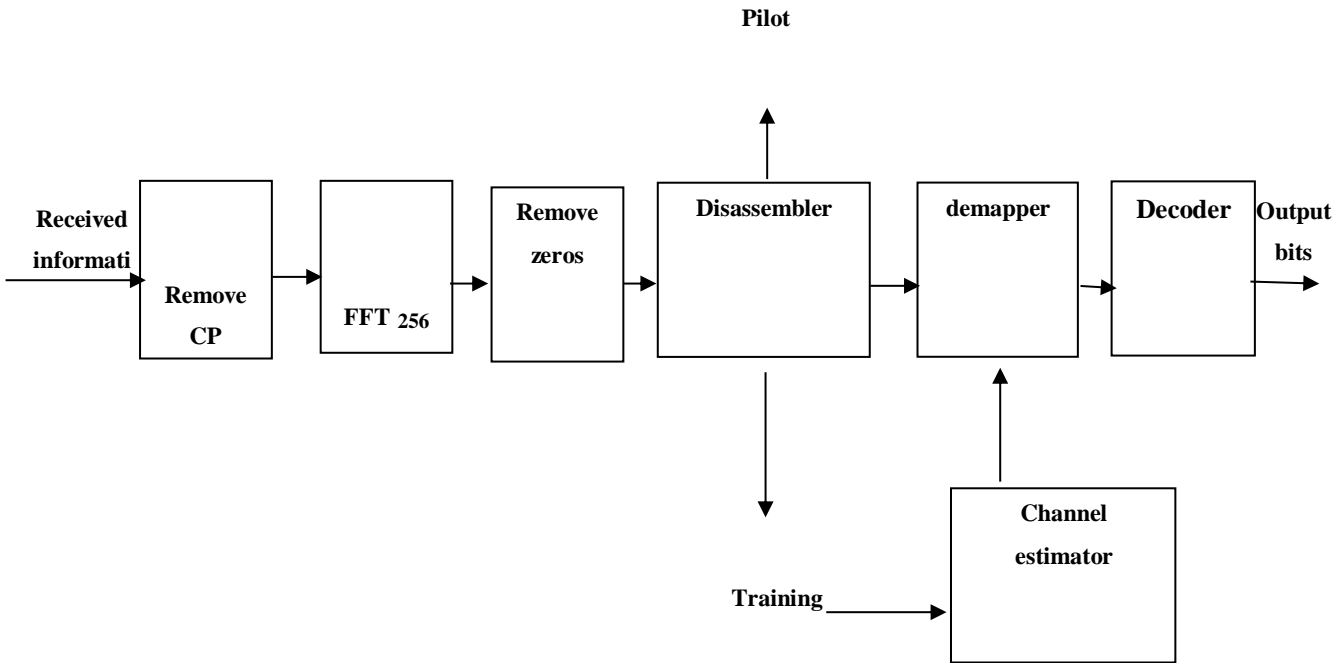 Pilot
Received
informati
Remove
CP
FFT 256
Remove
zeros
Disassembler
demapper
Decoder
Output
bits
Channel
estimator
Training